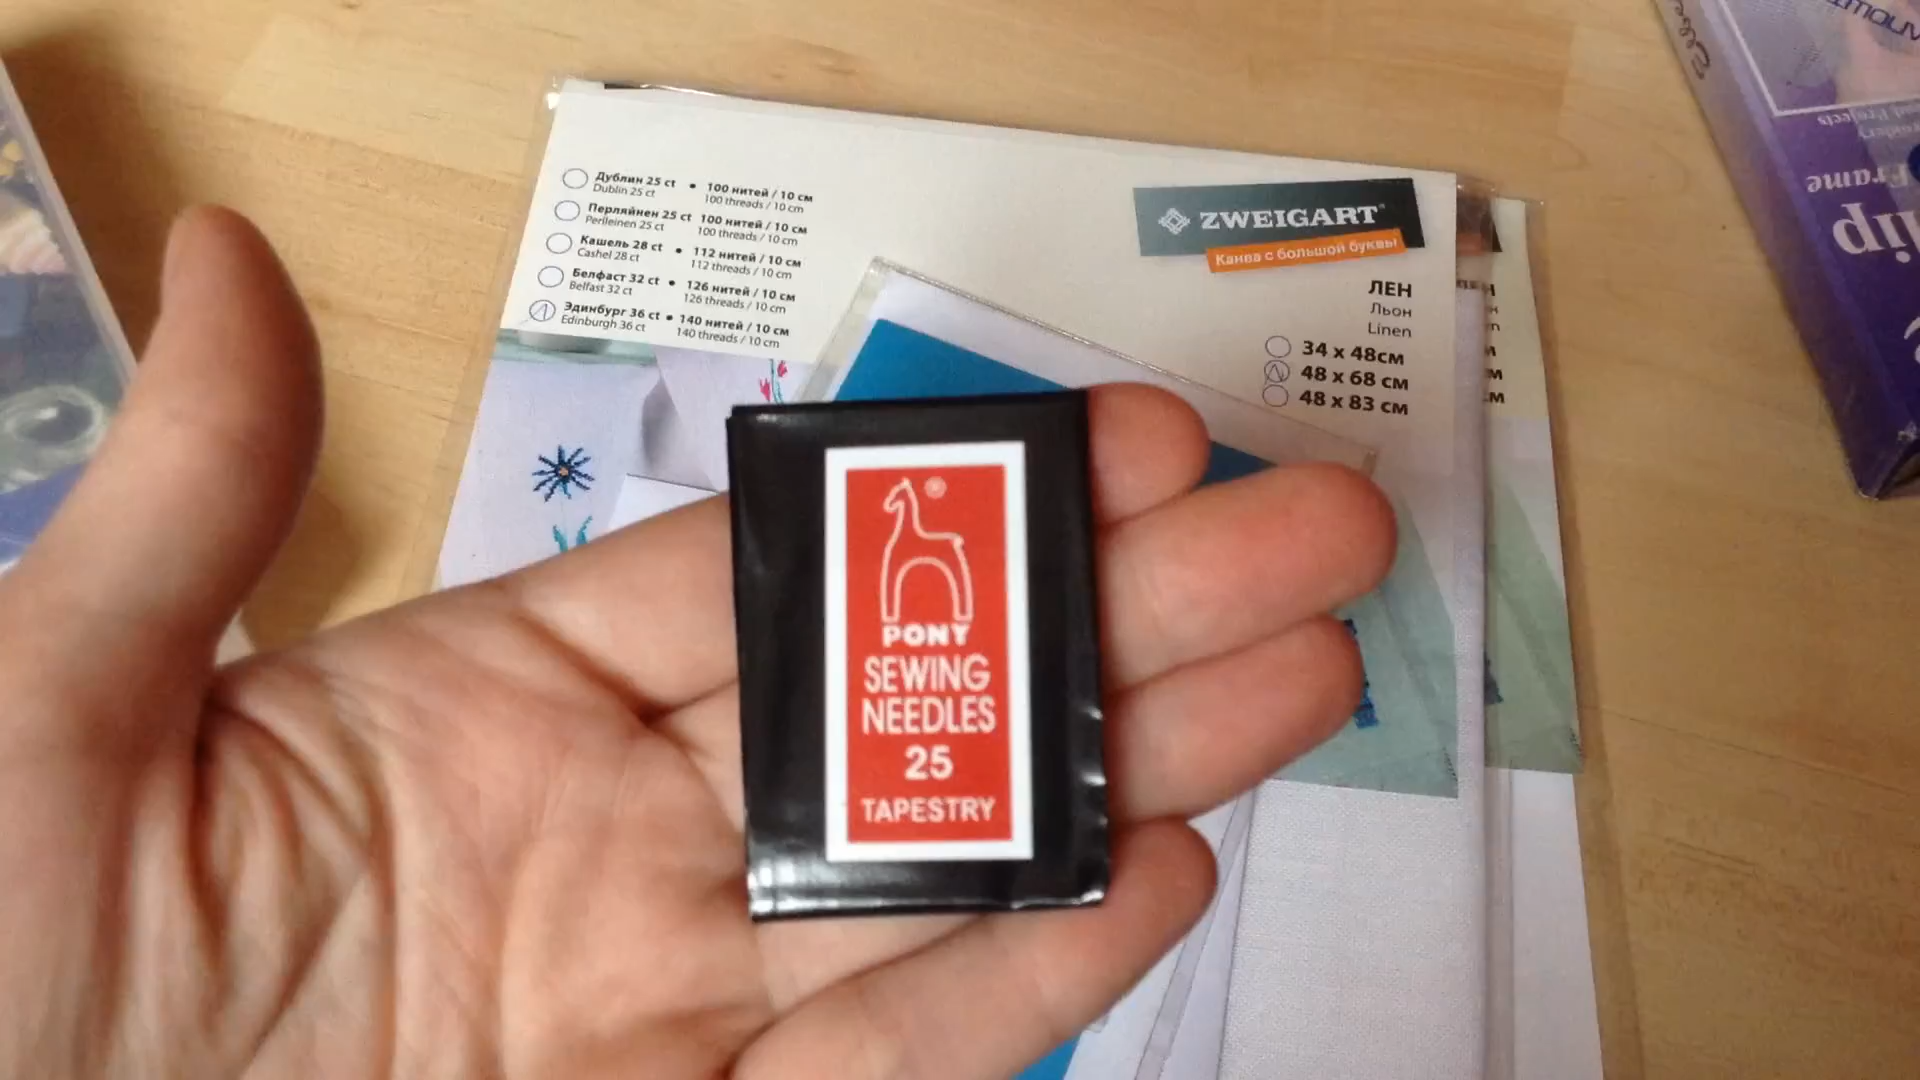 Дублин 25 ct • 100 нитей / 10 см
Dublin 25 ct 100 threads / 10 cm
Перляйнен 25 ct 100 нитей / 10 см
Perlleinen 25 ct 100 threads / 10 cm
Кашель 28 ct • 112 нитей / 10 см
Cashel 28 ct 112 threads / 10 cm
Белфаст 32 ct • 126 нитей / 10 см
Belfast 32 ct 126 threads / 10 cm
Эдинбург 36 ct • 140 нитей / 10 см
Edinburgh 36 ct 140 threads / 10 cm
ZWEIGART®
Канва с большой буквы
ЛЕН
Льон
Linen
34 x 48см
48 x 68 см
48 x 83 см
PONY
SEWING
NEEDLES
25
TAPESTRY
Frame